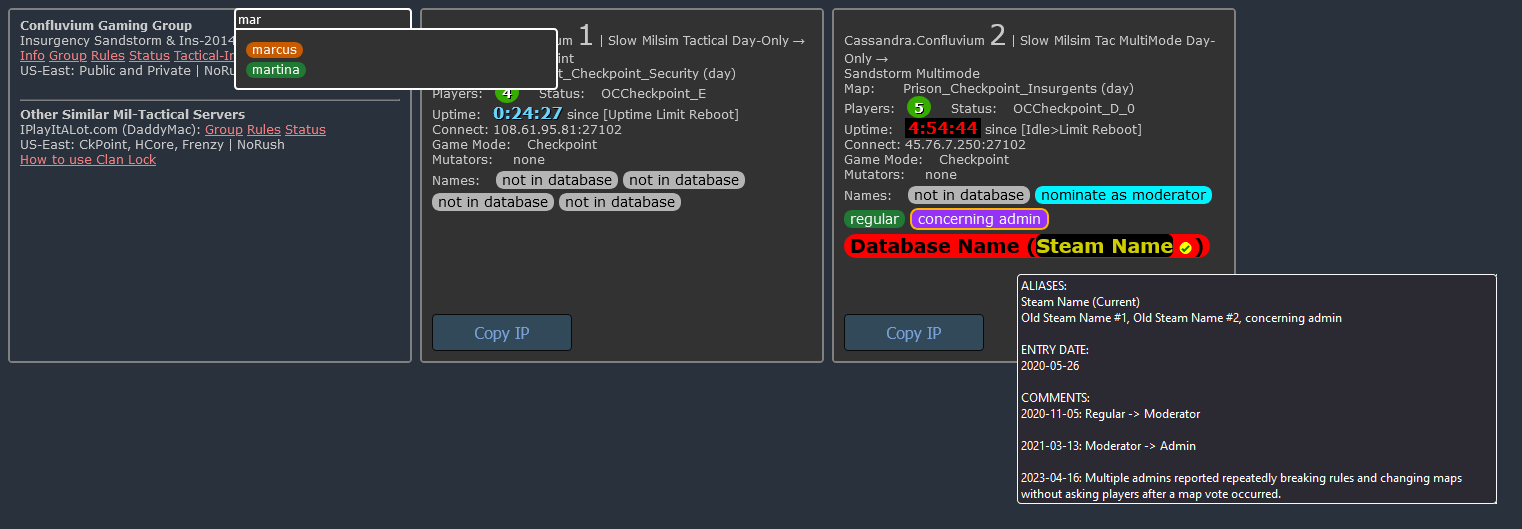 Confluvium Gaming Group
mar
Insurgency Sandstorm & Ins-2014
Info Group Rules Status Tactical-In
US-East: Public and Private | NoRu
marcus
martina
Other Similar Mil-Tactical Servers
IPlayItALot.com (DaddyMac): Group Rules Status
US-East: CkPoint, HCore, Frenzy | NoRush
How to use Clan Lock
1 | Slow Milsim Tactical Day-Only →
t_Checkpoint_Security (day)
Players: 4 Status: OCCheckpoint_E
Uptime: 0:24:27 since [Uptime Limit Reboot]
Connect: 108.61.95.81:27102
Game Mode: Checkpoint
Mutators: none
Names: not in database not in database
not in database not in database
Copy IP
Cassandra.Confluvium 2 | Slow Milsim Tac MultiMode Day-
Only →
Sandstorm Multimode
Map: Prison_Checkpoint_Insurgents (day)
Players: 5 Status: OCCheckpoint_D_0
Uptime: 4:54:44 since [Idle>Limit Reboot]
Connect: 45.76.7.250:27102
Game Mode: Checkpoint
Mutators: none
Names: not in database nominate as moderator
regular concerning admin
Database Name (Steam Name )
Copy IP
ALIASES:
Steam Name (Current)
Old Steam Name #1, Old Steam Name #2, concerning admin
ENTRY DATE:
2020-05-26
COMMENTS:
2020-11-05: Regular -> Moderator
2021-03-13: Moderator -> Admin
2023-04-16: Multiple admins reported repeatedly breaking rules and changing maps
without asking players after a map vote occurred.